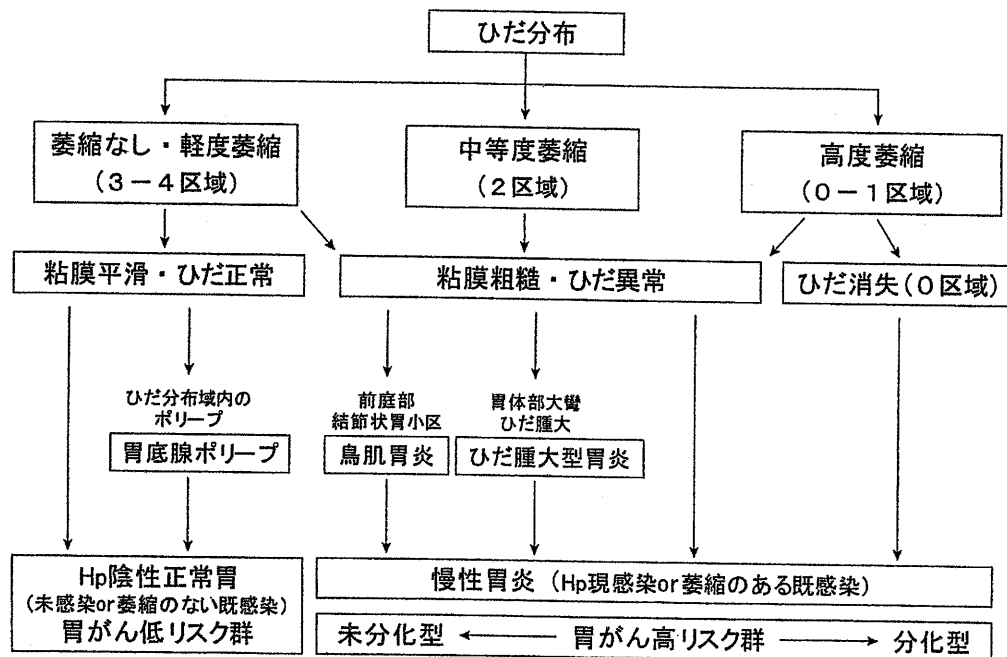 ひだ分布
萎縮なし・軽度萎縮
(3－4区域)
中等度萎縮
(2区域)
高度萎縮
(0－1区域)
粘膜平滑・ひだ正常
粘膜粗糙・ひだ異常
ひだ消失(0区域)
ひだ分布域内の
ポリープ
胃底腺ポリープ
前庭部
結節状胃小区
鳥肌胃炎
胃体部大彎
ひだ腫大
ひだ腫大型胃炎
Hp陰性正常胃
(未感染or萎縮のない既感染)
胃がん低リスク群
慢性胃炎 (Hp現感染or萎縮のある既感染)
未分化型 ← 胃がん高リスク群 → 分化型